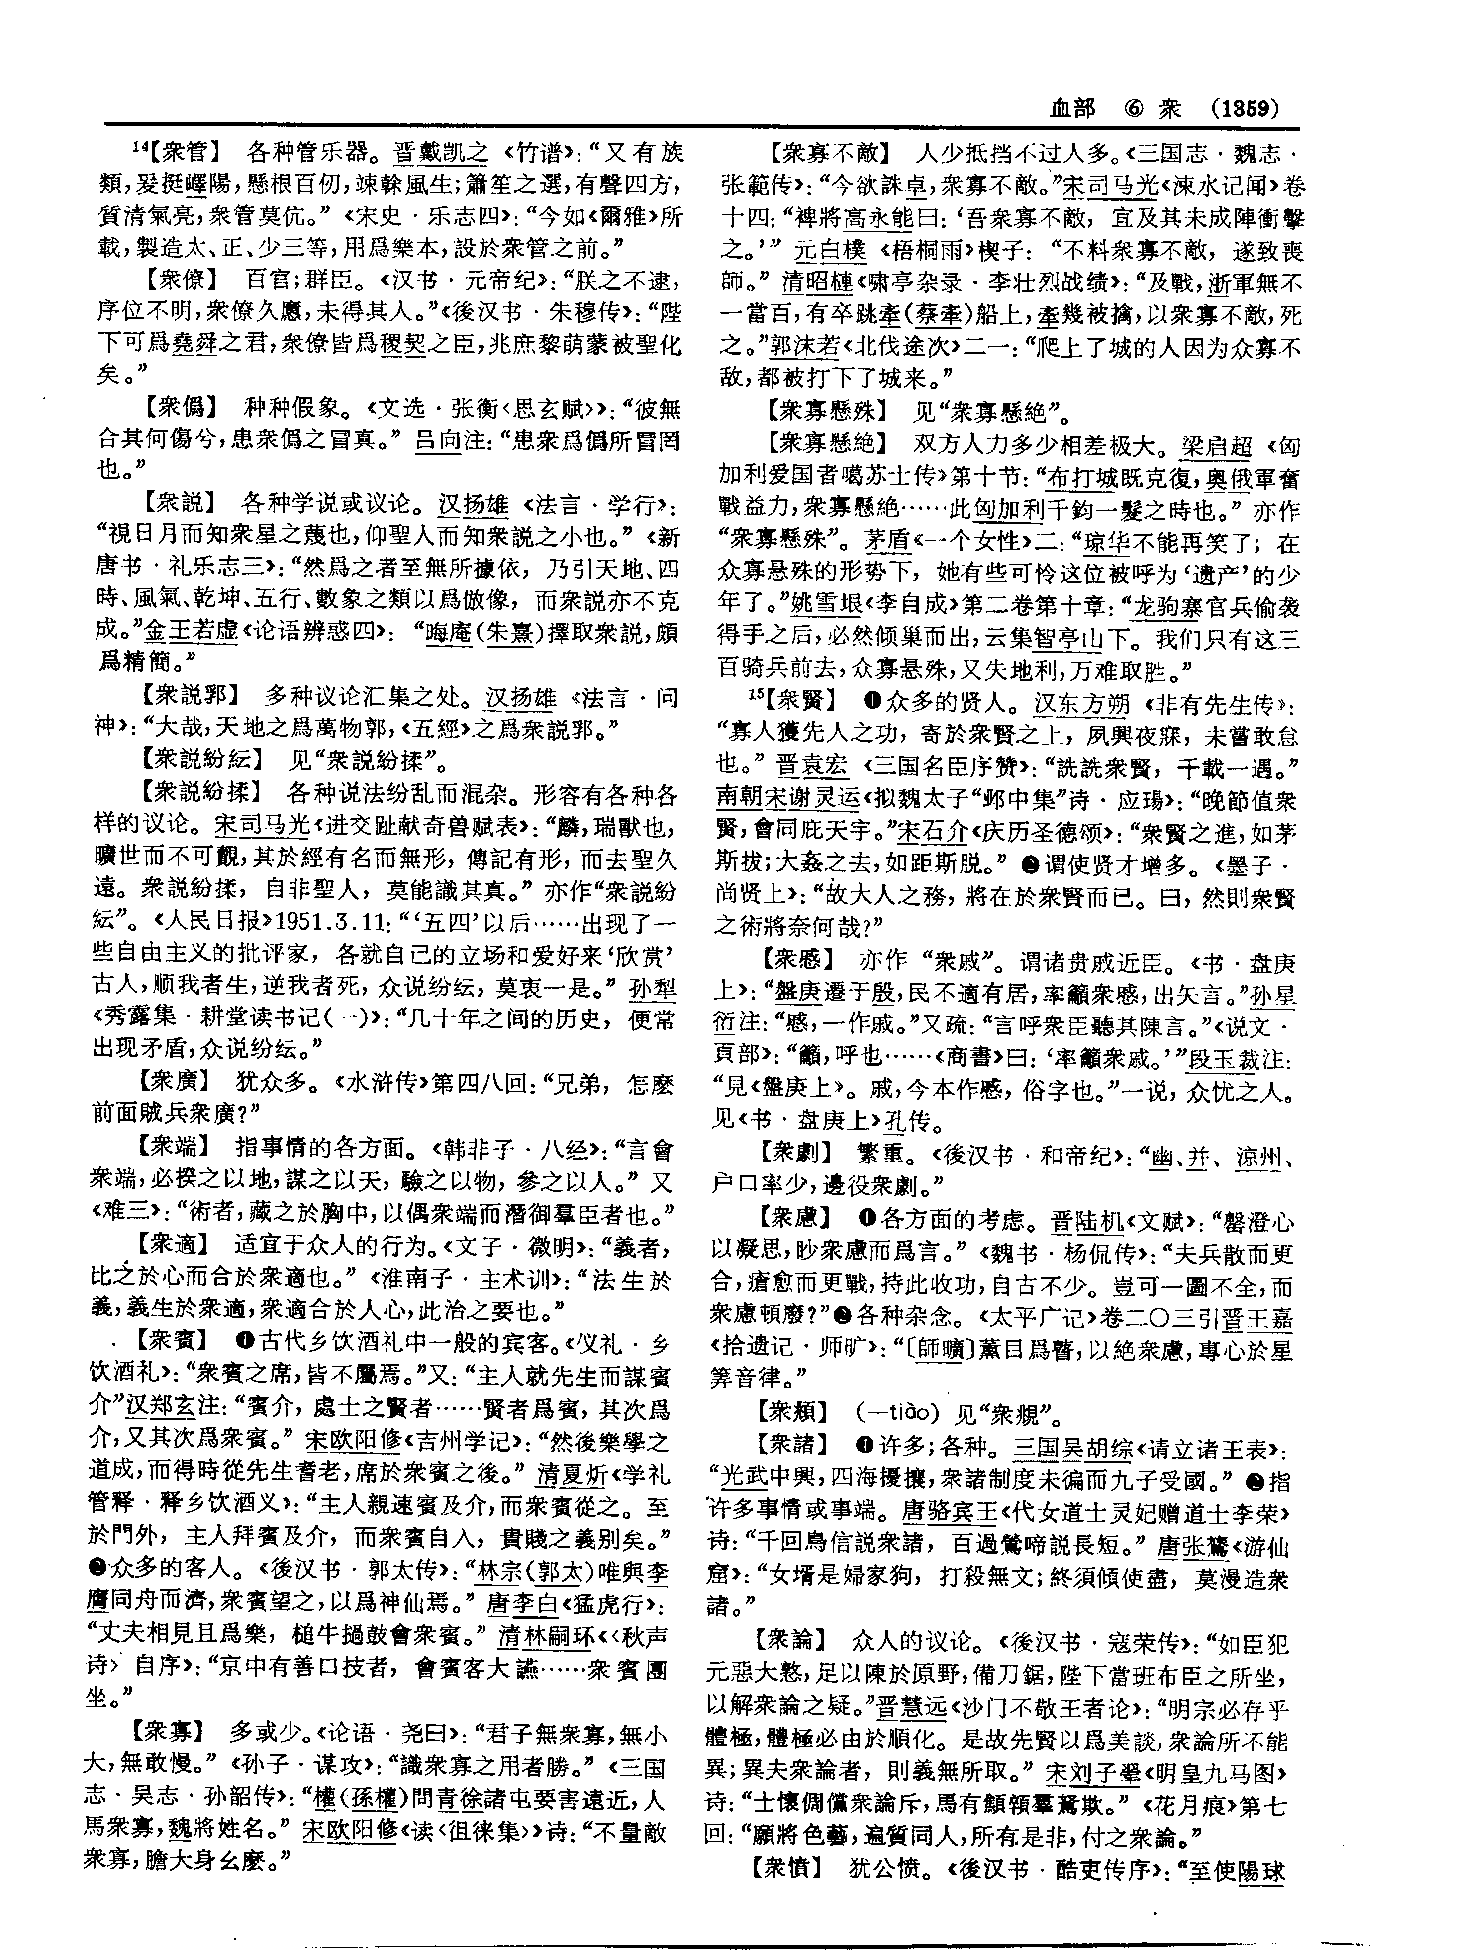 血部 ⑥ 衆 (1359)
14【衆管】 各种管乐器。晋戴凯之《竹谱》：“又有族
類，爰挺嶧陽，懸根百仞，竦榦風生；簫笙之選，有聲四方，
質清氣亮，衆管莫伉。”《宋史·乐志四》：“今如《爾雅》所
載，製造太、正、少三等，用爲樂本，設於衆管之前。”
【衆僚】 百官；群臣。《汉书·元帝纪》：“朕之不逮，
序位不明，衆僚久懬，未得其人。”《後汉书·朱穆传》：“陛
下可爲堯舜之君，衆僚皆爲稷契之臣，兆庶黎萌蒙被聖化
矣。”
【衆僞】 种种假象。《文选·张衡〈思玄赋〉》：“彼無
合其何傷兮，患衆僞之冒真。”吕向注：“患衆爲僞所冒罔
也。”
【衆説】 各种学说或议论。汉扬雄《法言·学行》：
“視日月而知衆星之蔑也，仰聖人而知衆説之小也。”《新
唐书·礼乐志三》：“然爲之者至無所據依，乃引天地、四
時、風氣、乾坤、五行、數象之類以爲倣像，而衆説亦不克
成。”金王若虚《论语辨惑四》：“晦庵(朱熹)擇取衆説，頗
爲精簡。”
【衆説郛】 多种议论汇集之处。汉扬雄《法言·问
神》：“大哉，天地之爲萬物郭，《五經》之爲衆説郛。”
【衆説紛紜】 见“衆説紛揉”。
【衆説紛揉】 各种说法纷乱而混杂。形容有各种各
样的议论。宋司马光《进交趾献奇兽赋表》：“麟，瑞獸也，
曠世而不可覿，其於經有名而無形，傳記有形，而去聖久
遠。衆説紛揉，自非聖人，莫能識其真。”亦作“衆説紛
紜”。《人民日报》1951.3.11：“‘五四’以后……出现了一
些自由主义的批评家，各就自己的立场和爱好来‘欣赏’
古人，顺我者生，逆我者死，众说纷纭，莫衷一是。”孙犁
《秀露集·耕堂读书记(一)》：“几十年之间的历史，便常
出现矛盾，众说纷纭。”
【衆廣】 犹众多。《水浒传》第四八回：“兄弟，怎麽
前面賊兵衆廣？”
【衆端】 指事情的各方面。《韩非子·八经》：“言會
衆端，必揆之以地，謀之以天，驗之以物，參之以人。”又
《难三》：“術者，藏之於胸中，以偶衆端而潛御羣臣者也。”
【衆適】 适宜于众人的行为。《文子·微明》：“義者，
比之於心而合於衆適也。”《淮南子·主术训》：“法生於
義，義生於衆適，衆適合於人心，此治之要也。”
【衆賓】 ❶古代乡饮酒礼中一般的宾客。《仪礼·乡
饮酒礼》：“衆賓之席，皆不屬焉。”又：“主人就先生而謀賓
介”汉郑玄注：“賓介，處士之賢者……賢者爲賓，其次爲
介，又其次爲衆賓。”宋欧阳修《吉州学记》：“然後樂學之
道成，而得時從先生耆老，席於衆賓之後。”清夏炘《学礼
管释·释乡饮酒义》：“主人親速賓及介，而衆賓從之。至
於門外，主人拜賓及介，而衆賓自入，貴賤之義别矣。”
❷众多的客人。《後汉书·郭太传》：“林宗(郭太)唯與李
膺同舟而濟，衆賓望之，以爲神仙焉。”唐李白《猛虎行》：
“丈夫相見且爲樂，槌牛撾鼓會衆賓。”清林嗣环《〈秋声
诗〉自序》：“京中有善口技者，會賓客大讌……衆賓團
坐。”
【衆寡】 多或少。《论语·尧曰》：“君子無衆寡，無小
大，無敢慢。”《孙子·谋攻》：“識衆寡之用者勝。”《三国
志·吴志·孙韶传》：“權(孫權)問青徐諸屯要害遠近，人
馬衆寡，魏將姓名。”宋欧阳修《读〈徂徕集〉》诗：“不量敵
衆寡，膽大身幺麽。”
【衆寡不敵】 人少抵挡不过人多。《三国志·魏志·
张範传》：“今欲誅卓，衆寡不敵。”宋司马光《涑水记闻》卷
十四：“裨將高永能曰：‘吾衆寡不敵，宜及其未成陣衝擊
之。’”元白樸《梧桐雨》楔子：“不料衆寡不敵，遂致喪
師。”清昭槤《啸亭杂录·李壮烈战绩》：“及戰，浙軍無不
一當百，有卒跳牽(蔡牽)船上，牽幾被擒，以衆寡不敵，死
之。”郭沫若《北伐途次》二一：“爬上了城的人因为众寡不
敌，都被打下了城来。”
【衆寡懸殊】 见“衆寡懸絶”。
【衆寡懸絶】 双方人力多少相差极大。梁启超《匈
加利爱国者噶苏士传》第十节：“布打城既克復，奥俄軍奮
戰益力，衆寡懸絶……此匈加利千鈞一髮之時也。”亦作
“衆寡懸殊”。茅盾《一个女性》二：“琼华不能再笑了；在
众寡悬殊的形势下，她有些可怜这位被呼为‘遗产’的少
年了。”姚雪垠《李自成》第二卷第十章：“龙驹寨官兵偷袭
得手之后，必然倾巢而出，云集智亭山下。我们只有这三
百骑兵前去，众寡悬殊，又失地利，万难取胜。”
15【衆賢】 ❶众多的贤人。汉东方朔《非有先生传》：
“寡人獲先人之功，寄於衆賢之上，夙興夜寐，未嘗敢怠
也。”晋袁宏《三国名臣序赞》：“詵詵衆賢，千載一遇。”
南朝宋谢灵运《拟魏太子“邺中集”诗·应瑒》：“晚節值衆
賢，會同庇天宇。”宋石介《庆历圣德颂》：“衆賢之進，如茅
斯拔；大姦之去，如距斯脱。”❷谓使贤才增多。《墨子·
尚贤上》：“故大人之務，將在於衆賢而已。曰，然則衆賢
之術將奈何哉？”
【衆慼】 亦作“衆戚”。谓诸贵戚近臣。《书·盘庚
上》：“盤庚遷于殷，民不適有居，率籲衆慼，出矢言。”孙星
衍注：“慼，一作戚。”又疏：“言呼衆臣聽其陳言。”《说文·
頁部》：“籲，呼也……《商書》曰：‘率籲衆戚。’”段玉裁注：
“見《盤庚上》。戚，今本作慼，俗字也。”一说，众忧之人。
见《书·盘庚上》孔传。
【衆劇】 繁重。《後汉书·和帝纪》：“幽、并、涼州、
户口率少，邊役衆劇。”
【衆慮】 ❶各方面的考虑。晋陆机《文赋》：“罄澄心
以凝思，眇衆慮而爲言。”《魏书·杨侃传》：“夫兵散而更
合，瘡愈而更戰，持此收功，自古不少。豈可一圖不全，而
衆慮頓廢？”❷各种杂念。《太平广记》卷二〇三引晋王嘉
《拾遗记·师旷》：“〔師曠〕薰目爲瞽，以絶衆慮，專心於星
筭音律。”
【衆頫】 (—tiào) 见“衆覜”。
【衆諸】 ❶许多；各种。三国吴胡综《请立诸王表》：
“光武中興，四海擾攘，衆諸制度未徧而九子受國。”❷指
许多事情或事端。唐骆宾王《代女道士灵妃赠道士李荣》
诗：“千回鳥信説衆諸，百過鶯啼説長短。”唐张鷟《游仙
窟》：“女壻是婦家狗，打殺無文；終須傾使盡，莫漫造衆
諸。”
【衆論】 众人的议论。《後汉书·寇荣传》：“如臣犯
元惡大憝，足以陳於原野，備刀鋸，陛下當班布臣之所坐，
以解衆論之疑。”晋慧远《沙门不敬王者论》：“明宗必存乎
體極，體極必由於順化。是故先賢以爲美談，衆論所不能
異；異夫衆論者，則義無所取。”宋刘子翬《明皇九马图》
诗：“士懷倜儻衆論斥，馬有顛領羣駑欺。”《花月痕》第七
回：“願將色藝，遍質同人，所有是非，付之衆論。”
【衆憤】 犹公愤。《後汉书·酷吏传序》：“至使陽球